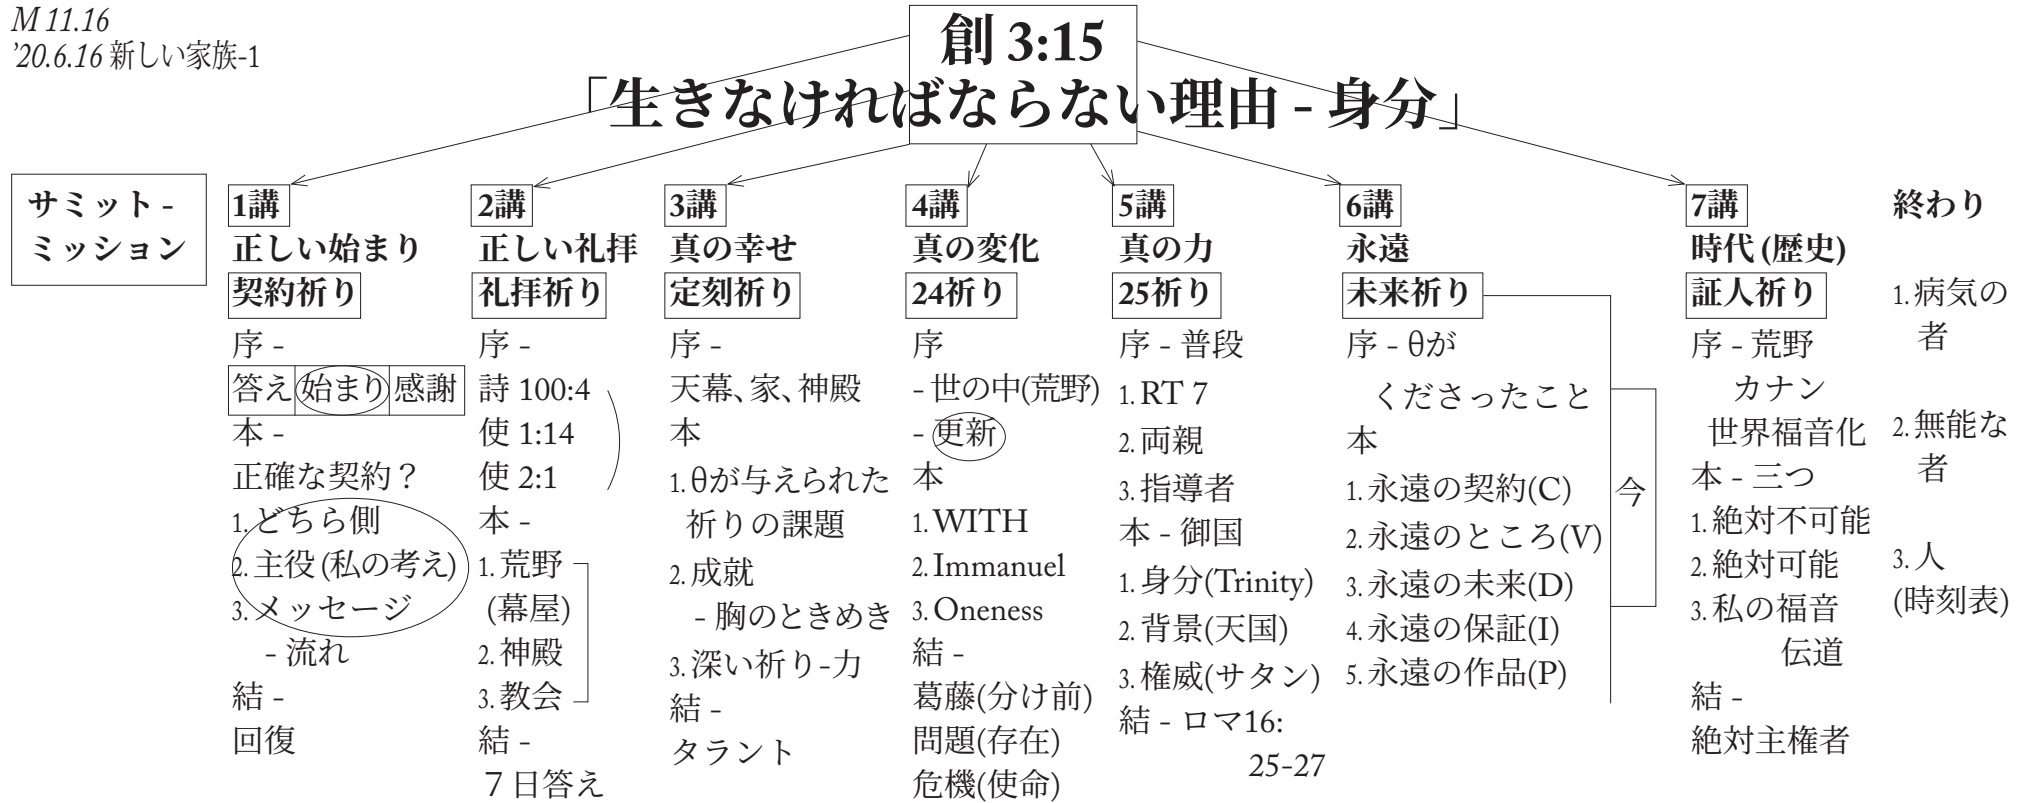 M 11.16
'20.6.16 新しい家族-1
創 3:15
「生きなければならない理由 - 身分」
サミット -
ミッション
1講
正しい始まり
契約祈り
序 -
答え 始まり 感謝
本 -
正確な契約？
1. どちら側
2. 主役 (私の考え)
3. メッセージ
- 流れ
結 -
回復
2講
正しい礼拝
礼拝祈り
序 -
詩 100:4
使 1:14
使 2:1
本 -
1. 荒野
(幕屋)
2. 神殿
3. 教会
結 -
７日答え
3講
真の幸せ
定刻祈り
序 -
天幕、家、神殿
本
1. θが与えられた
祈りの課題
2. 成就
- 胸のときめき
3. 深い祈り-力
結 -
タラント
4講
真の変化
24祈り
序
- 世の中(荒野)
- 更新
本
1. WITH
2. Immanuel
3. Oneness
結 -
葛藤(分け前)
問題(存在)
危機(使命)
5講
真の力
25祈り
序 - 普段
1. RT 7
2. 両親
3. 指導者
本 - 御国
1. 身分(Trinity)
2. 背景(天国)
3. 権威(サタン)
結 - ロマ16:
25-27
6講
永遠
未来祈り
序 - θが
くださったこと
本
1. 永遠の契約(C)
2. 永遠のところ(V)
3. 永遠の未来(D)
4. 永遠の保証(I)
5. 永遠の作品(P)
今
7講
時代 (歴史)
証人祈り
序 - 荒野
カナン
世界福音化
本 - 三つ
1. 絶対不可能
2. 絶対可能
3. 私の福音
伝道
結 -
絶対主権者
終わり
1. 病気の
者
2. 無能な
者
3. 人
(時刻表)